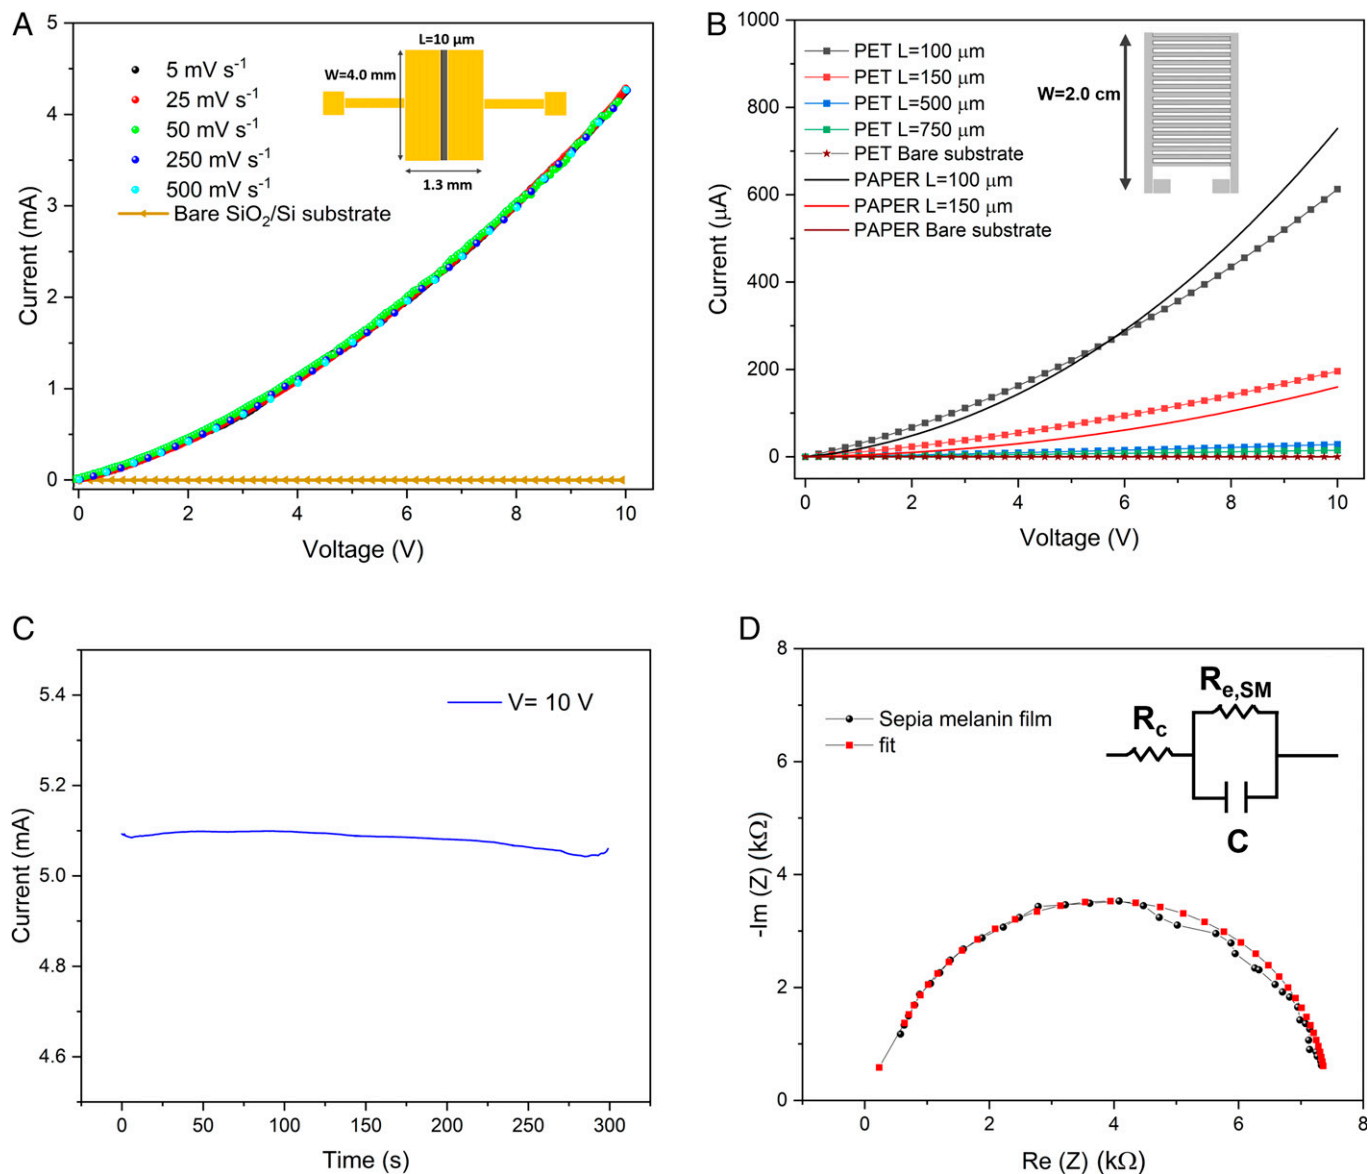 A
5 mV s⁻¹
25 mV s⁻¹
50 mV s⁻¹
250 mV s⁻¹
500 mV s⁻¹
Bare SiO₂/Si substrate
L=10 µm
W=4.0 mm
1.3 mm
Current (mA)
5
4
3
2
1
0
0 2 4 6 8 10
Voltage (V)
B
PET L=100 µm
PET L=150 µm
PET L=500 µm
PET L=750 µm
PET Bare substrate
PAPER L=100 µm
PAPER L=150 µm
PAPER Bare substrate
W=2.0 cm
Current (µA)
1000
800
600
400
200
0
0 2 4 6 8 10
Voltage (V)
C
V= 10 V
Current (mA)
5.4
5.2
5.0
4.8
4.6
0 50 100 150 200 250 300
Time (s)
D
Sepia melanin film
fit
Rₑ,SM
R꜀
C
-Im (Z) (kΩ)
8
6
4
2
0
0 2 4 6 8
Re (Z) (kΩ)